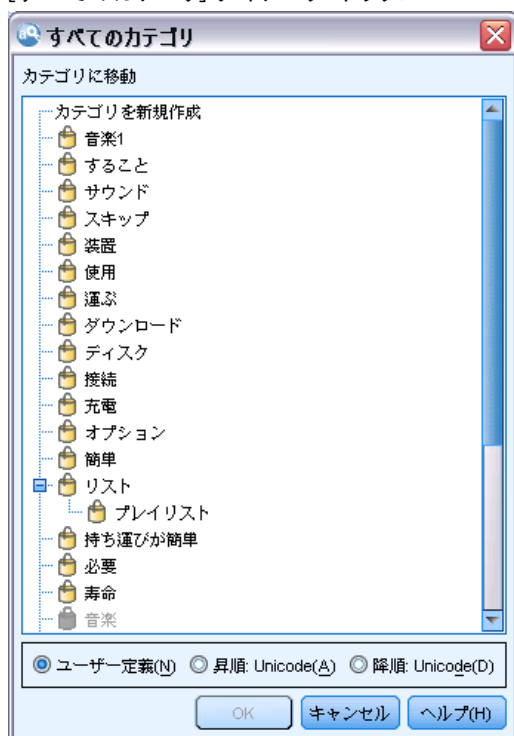 すべてのカテゴリ
カテゴリに移動
カテゴリを新規作成
音楽1
すること
サウンド
スキップ
装置
使用
運ぶ
ダウンロード
ディスク
接続
充電
オプション
簡単
リスト
プレイリスト
持ち運びが簡単
必要
寿命
音楽
ユーザー定義(N) 昇順: Unicode(A) 降順: Unicode(D)
OK キャンセル ヘルプ(H)